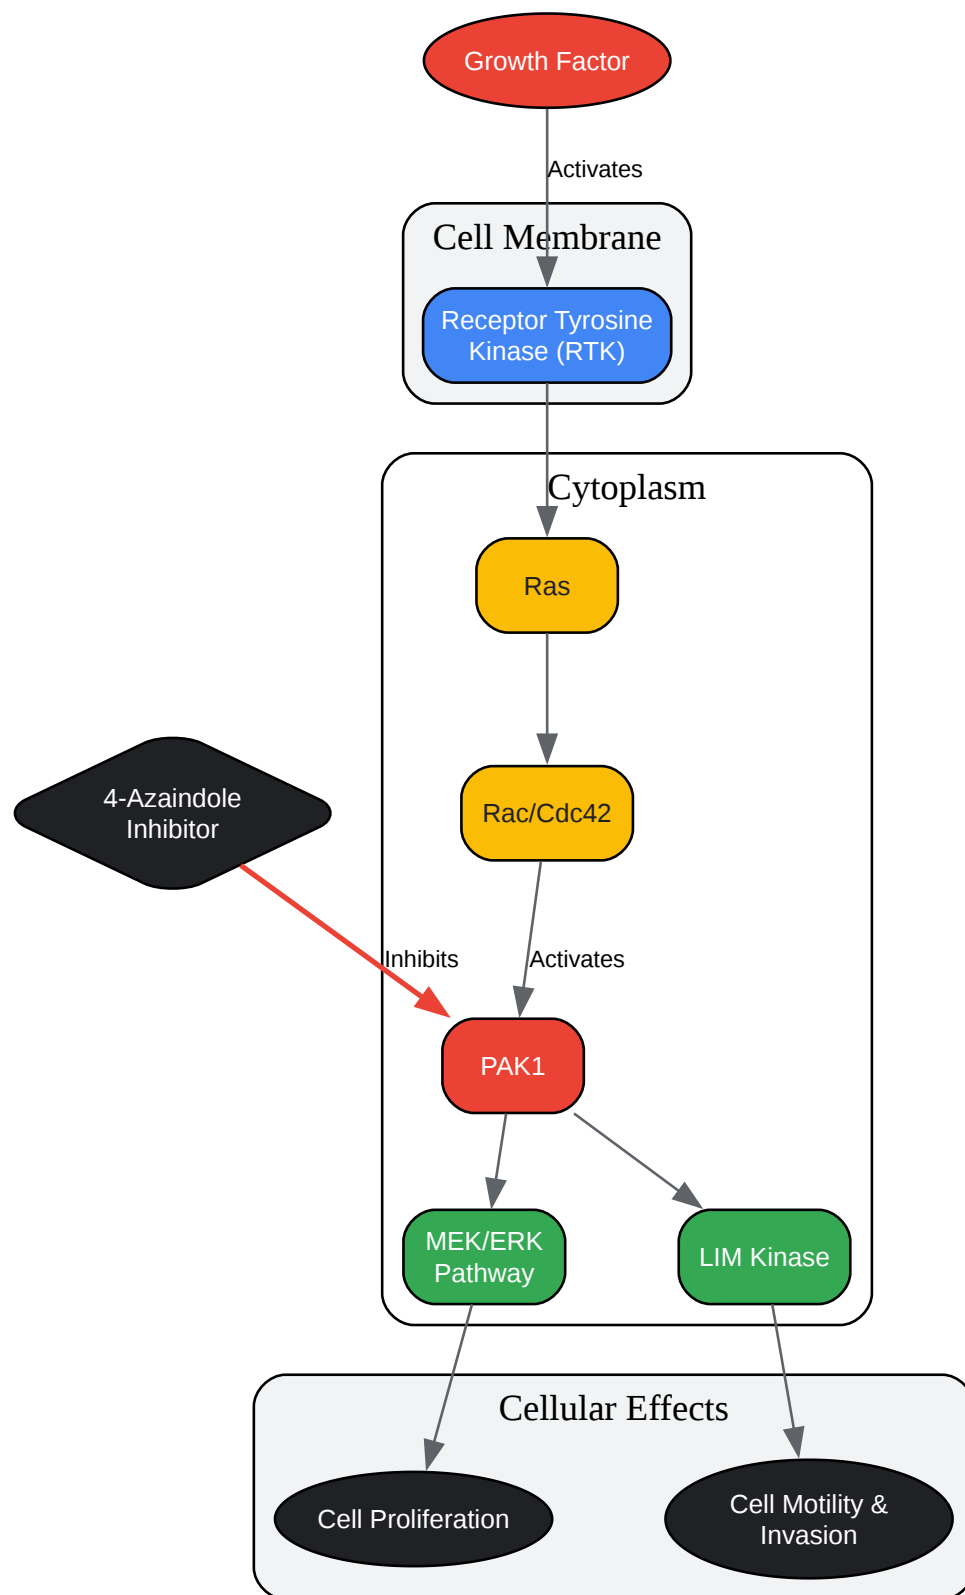 Growth Factor
Activates
Cell Membrane
Receptor Tyrosine
Kinase (RTK)
Cytoplasm
Ras
4-Azaindole
Inhibitor
Rac/Cdc42
Inhibits
Activates
PAK1
MEK/ERK
Pathway
LIM Kinase
Cellular Effects
Cell Proliferation
Cell Motility &
Invasion